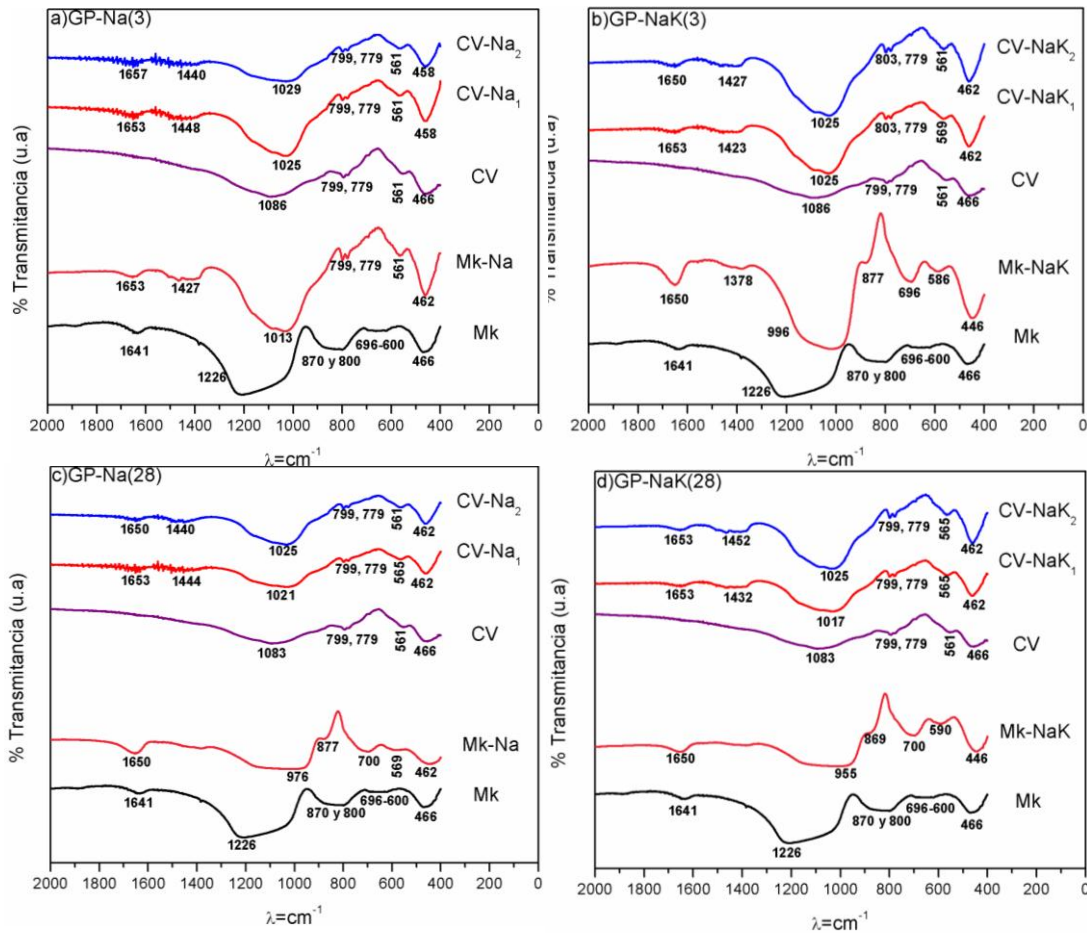 a)GP-Na(3)
CV-Na2
1657 1440 1029 799, 779 561 458
CV-Na1
1653 1448 1025 799, 779 561 458
CV
1086 799, 779 561 466
Mk-Na
1653 1427 1013 799, 779 561 462
Mk
1641 1226 870 y 800 696-600 466
% Transmitancia (u.a)
2000 1800 1600 1400 1200 1000 800 600 400 200 0
λ=cm-1
b)GP-NaK(3)
CV-NaK2
1650 1427 1025 803, 779 561 462
CV-NaK1
1653 1423 1025 803, 779 569 462
CV
1086 799, 779 561 466
Mk-NaK
1650 1378 996 877 696 586 446
Mk
1641 1226 870 y 800 696-600 466
% Transmitancia (u.a)
2000 1800 1600 1400 1200 1000 800 600 400 200 0
λ=cm-1
c)GP-Na(28)
CV-Na2
1650 1440 1025 799, 779 561 462
CV-Na1
1653 1444 1021 799, 779 565 462
CV
1083 799, 779 561 466
Mk-Na
1650 976 877 700 569 462
Mk
1641 1226 870 y 800 696-600 466
% Transmitancia (u.a)
2000 1800 1600 1400 1200 1000 800 600 400 200 0
λ=cm-1
d)GP-NaK(28)
CV-NaK2
1653 1452 1025 799, 779 565 462
CV-NaK1
1653 1432 1017 799, 779 565 462
CV
1083 799, 779 561 466
Mk-NaK
1650 955 869 700 590 446
Mk
1641 1226 870 y 800 696-600 466
% Transmitancia (u.a)
2000 1800 1600 1400 1200 1000 800 600 400 200 0
λ=cm-1